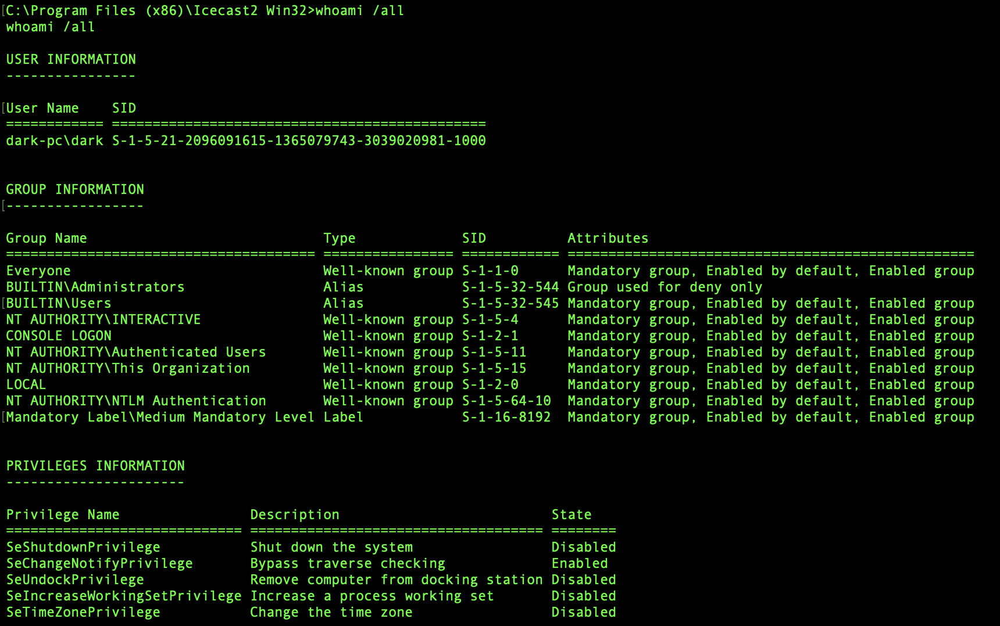 [C:\Program Files (x86)\Icecast2 Win32>whoami /all
whoami /all
USER INFORMATION
----------------
[User Name    SID
============ ==============================================
dark-pc\dark S-1-5-21-2096091615-1365079743-3039020981-1000
GROUP INFORMATION
[-----------------
Group Name                             Type             SID          Attributes
====================================== ================ ============ ==================================================
Everyone                               Well-known group S-1-1-0      Mandatory group, Enabled by default, Enabled group
BUILTIN\Administrators                 Alias            S-1-5-32-544 Group used for deny only
[BUILTIN\Users                          Alias            S-1-5-32-545 Mandatory group, Enabled by default, Enabled group
NT AUTHORITY\INTERACTIVE               Well-known group S-1-5-4      Mandatory group, Enabled by default, Enabled group
CONSOLE LOGON                          Well-known group S-1-2-1      Mandatory group, Enabled by default, Enabled group
NT AUTHORITY\Authenticated Users       Well-known group S-1-5-11     Mandatory group, Enabled by default, Enabled group
NT AUTHORITY\This Organization         Well-known group S-1-5-15     Mandatory group, Enabled by default, Enabled group
LOCAL                                  Well-known group S-1-2-0      Mandatory group, Enabled by default, Enabled group
NT AUTHORITY\NTLM Authentication       Well-known group S-1-5-64-10  Mandatory group, Enabled by default, Enabled group
[Mandatory Label\Medium Mandatory Level Label            S-1-16-8192  Mandatory group, Enabled by default, Enabled group
PRIVILEGES INFORMATION
----------------------
Privilege Name                Description                          State
============================= ==================================== ========
SeShutdownPrivilege           Shut down the system                 Disabled
SeChangeNotifyPrivilege       Bypass traverse checking             Enabled
SeUndockPrivilege             Remove computer from docking station Disabled
SeIncreaseWorkingSetPrivilege Increase a process working set       Disabled
SeTimeZonePrivilege           Change the time zone                 Disabled